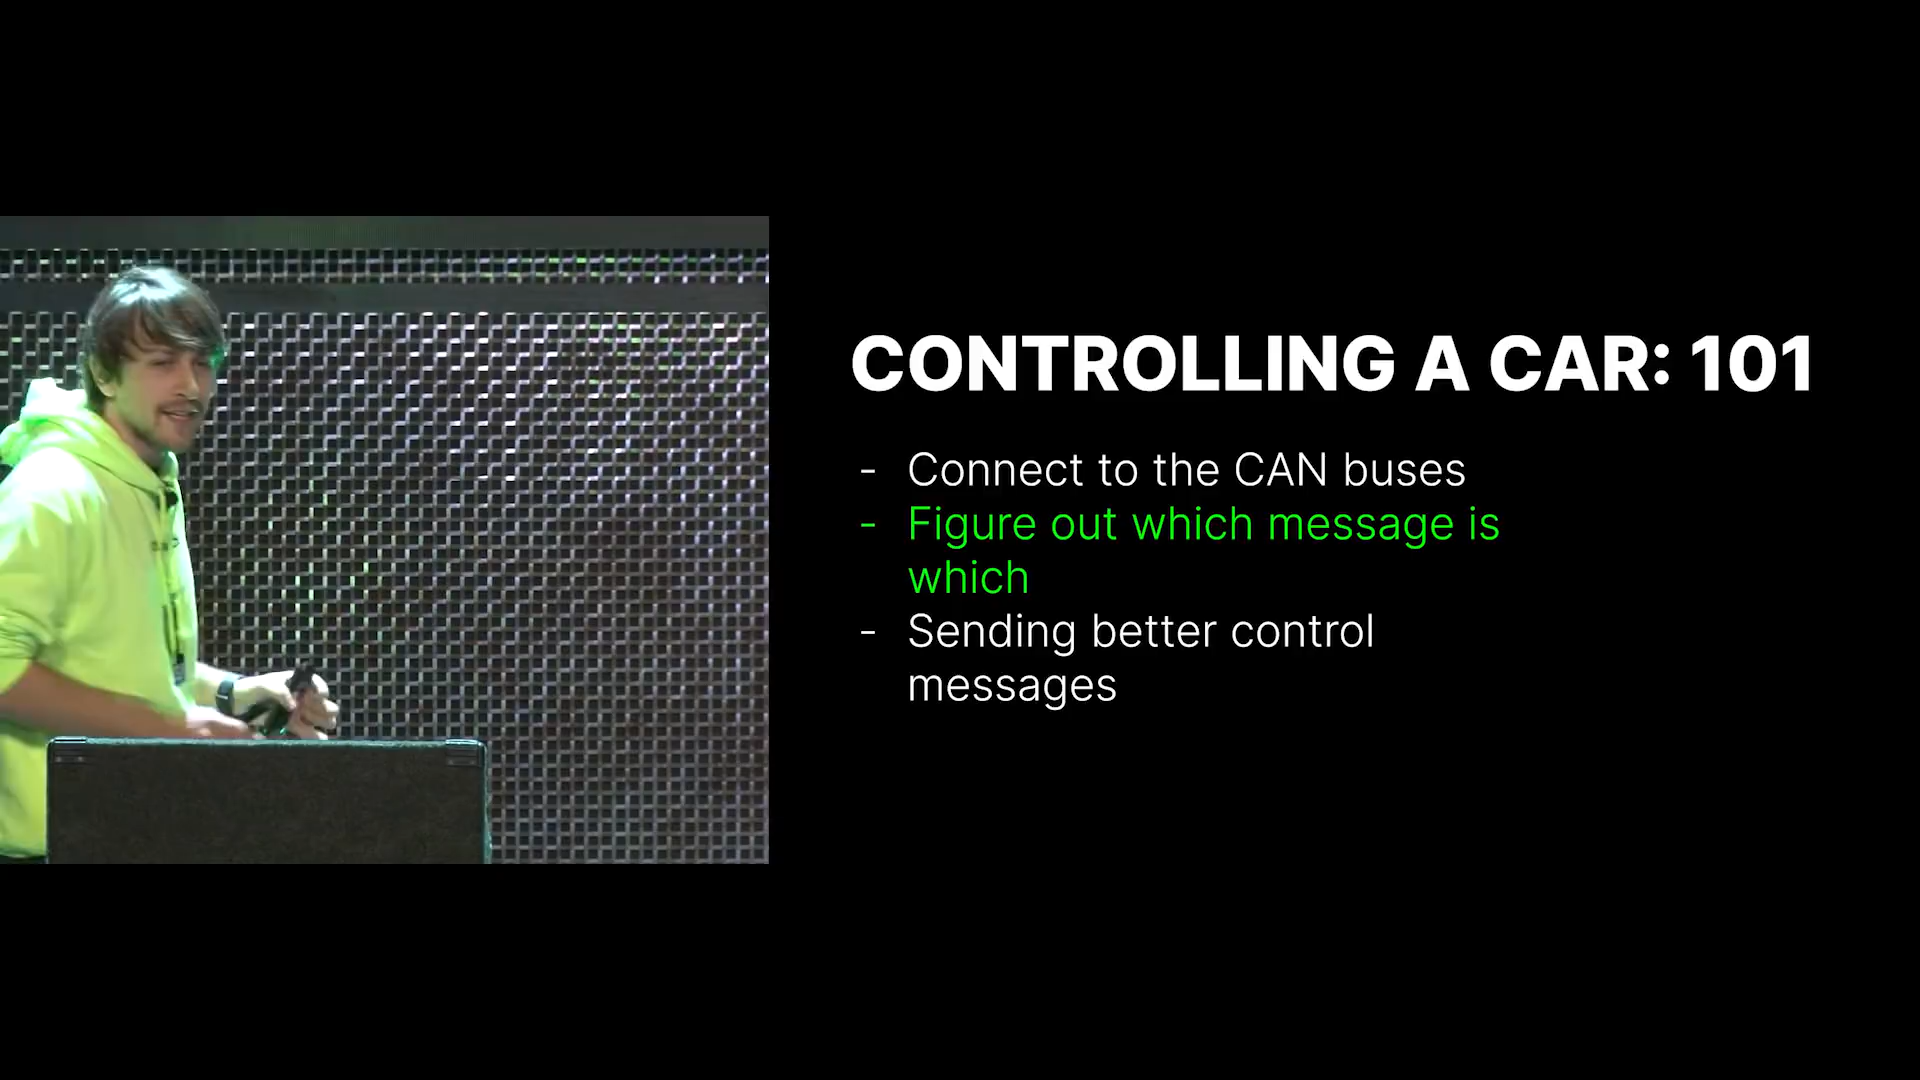 CONTROLLING A CAR: 101
- Connect to the CAN buses
- Figure out which message is
which
- Sending better control
messages